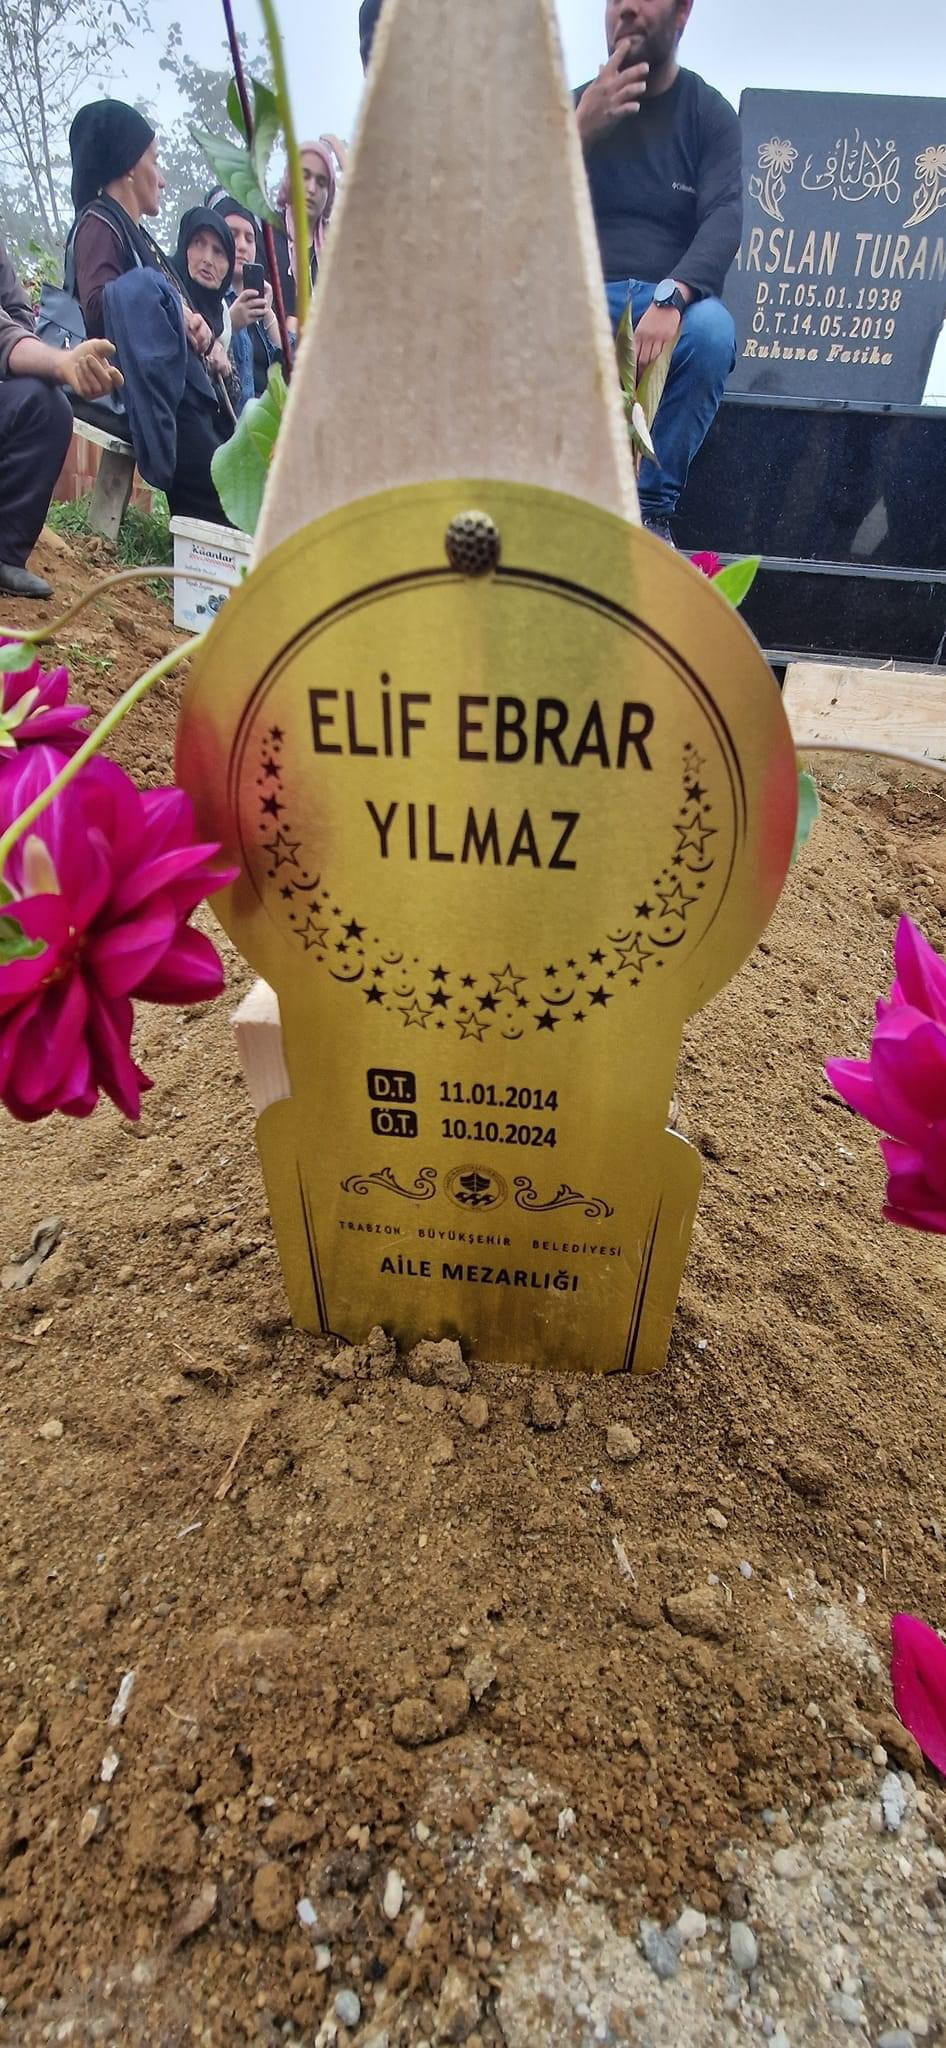 ARSLAN TURAN
D.T.05.01.1938
Ö.T.14.05.2019
Ruhuna Fatiha
Kaanlar
ELİF EBRAR
YILMAZ
D.T. 11.01.2014
Ö.T. 10.10.2024
TRABZON BÜYÜKŞEHİR BELEDİYESİ
AİLE MEZARLIĞI